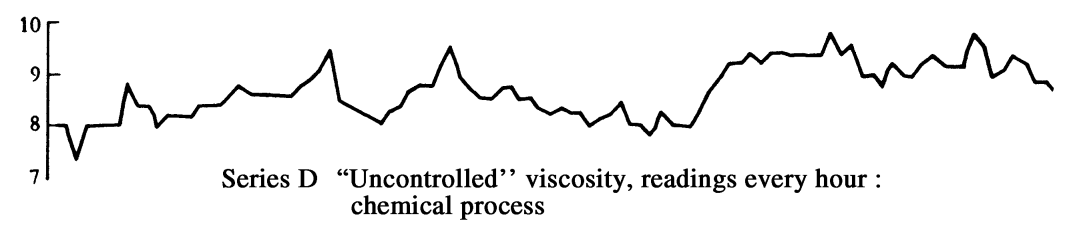 10
9
8
7
Series D “Uncontrolled’’ viscosity, readings every hour :
chemical process